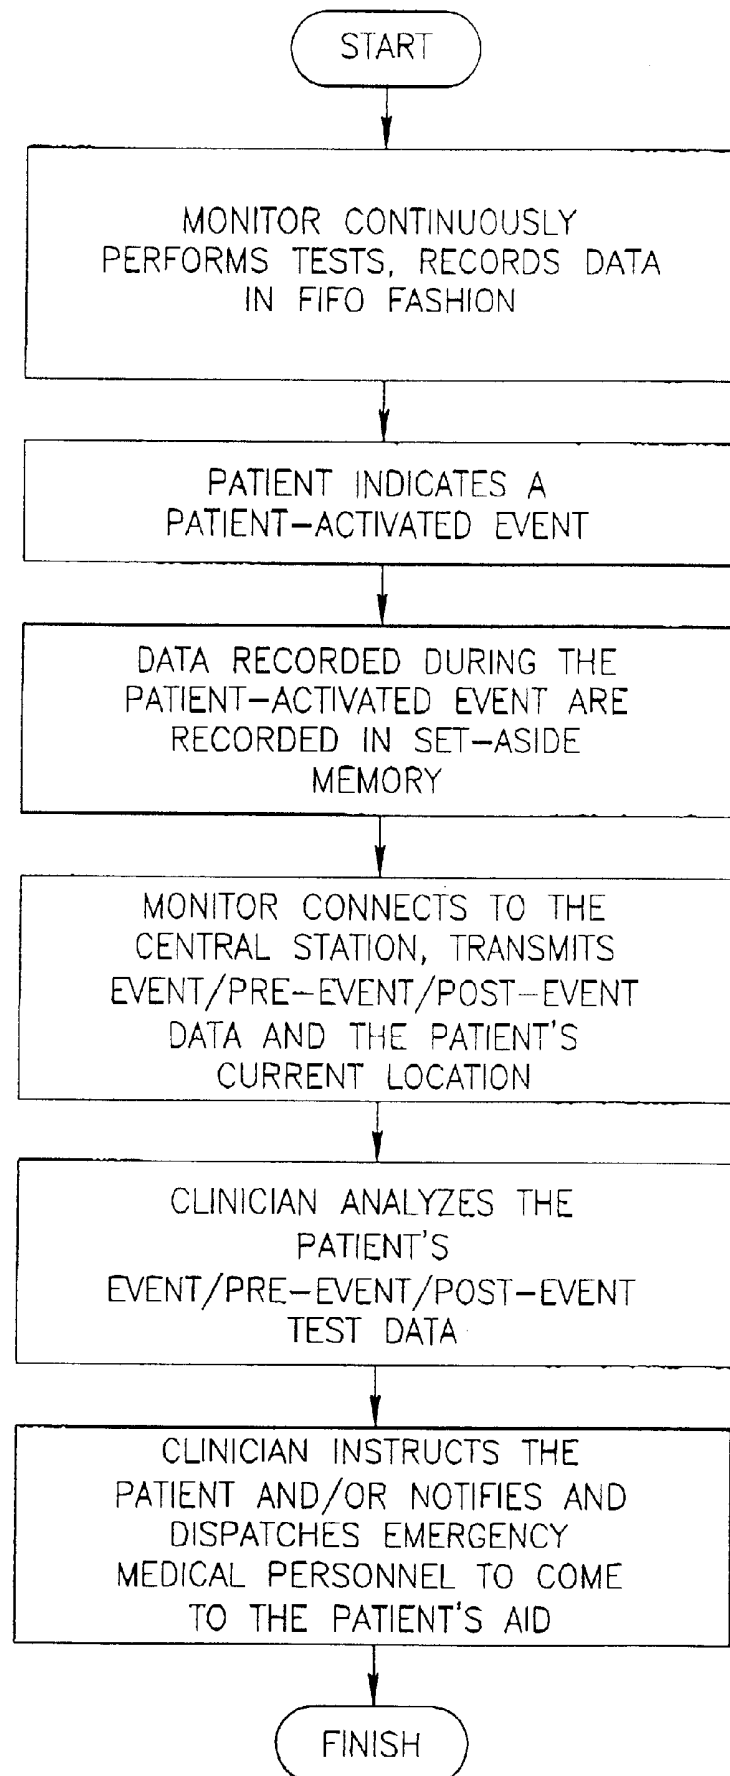 START
MONITOR CONTINUOUSLY
PERFORMS TESTS, RECORDS DATA
IN FIFO FASHION
PATIENT INDICATES A
PATIENT-ACTIVATED EVENT
DATA RECORDED DURING THE
PATIENT-ACTIVATED EVENT ARE
RECORDED IN SET-ASIDE
MEMORY
MONITOR CONNECTS TO THE
CENTRAL STATION, TRANSMITS
EVENT/PRE-EVENT/POST-EVENT
DATA AND THE PATIENT'S
CURRENT LOCATION
CLINICIAN ANALYZES THE
PATIENT'S
EVENT/PRE-EVENT/POST-EVENT
TEST DATA
CLINICIAN INSTRUCTS THE
PATIENT AND/OR NOTIFIES AND
DISPATCHES EMERGENCY
MEDICAL PERSONNEL TO COME
TO THE PATIENT'S AID
FINISH